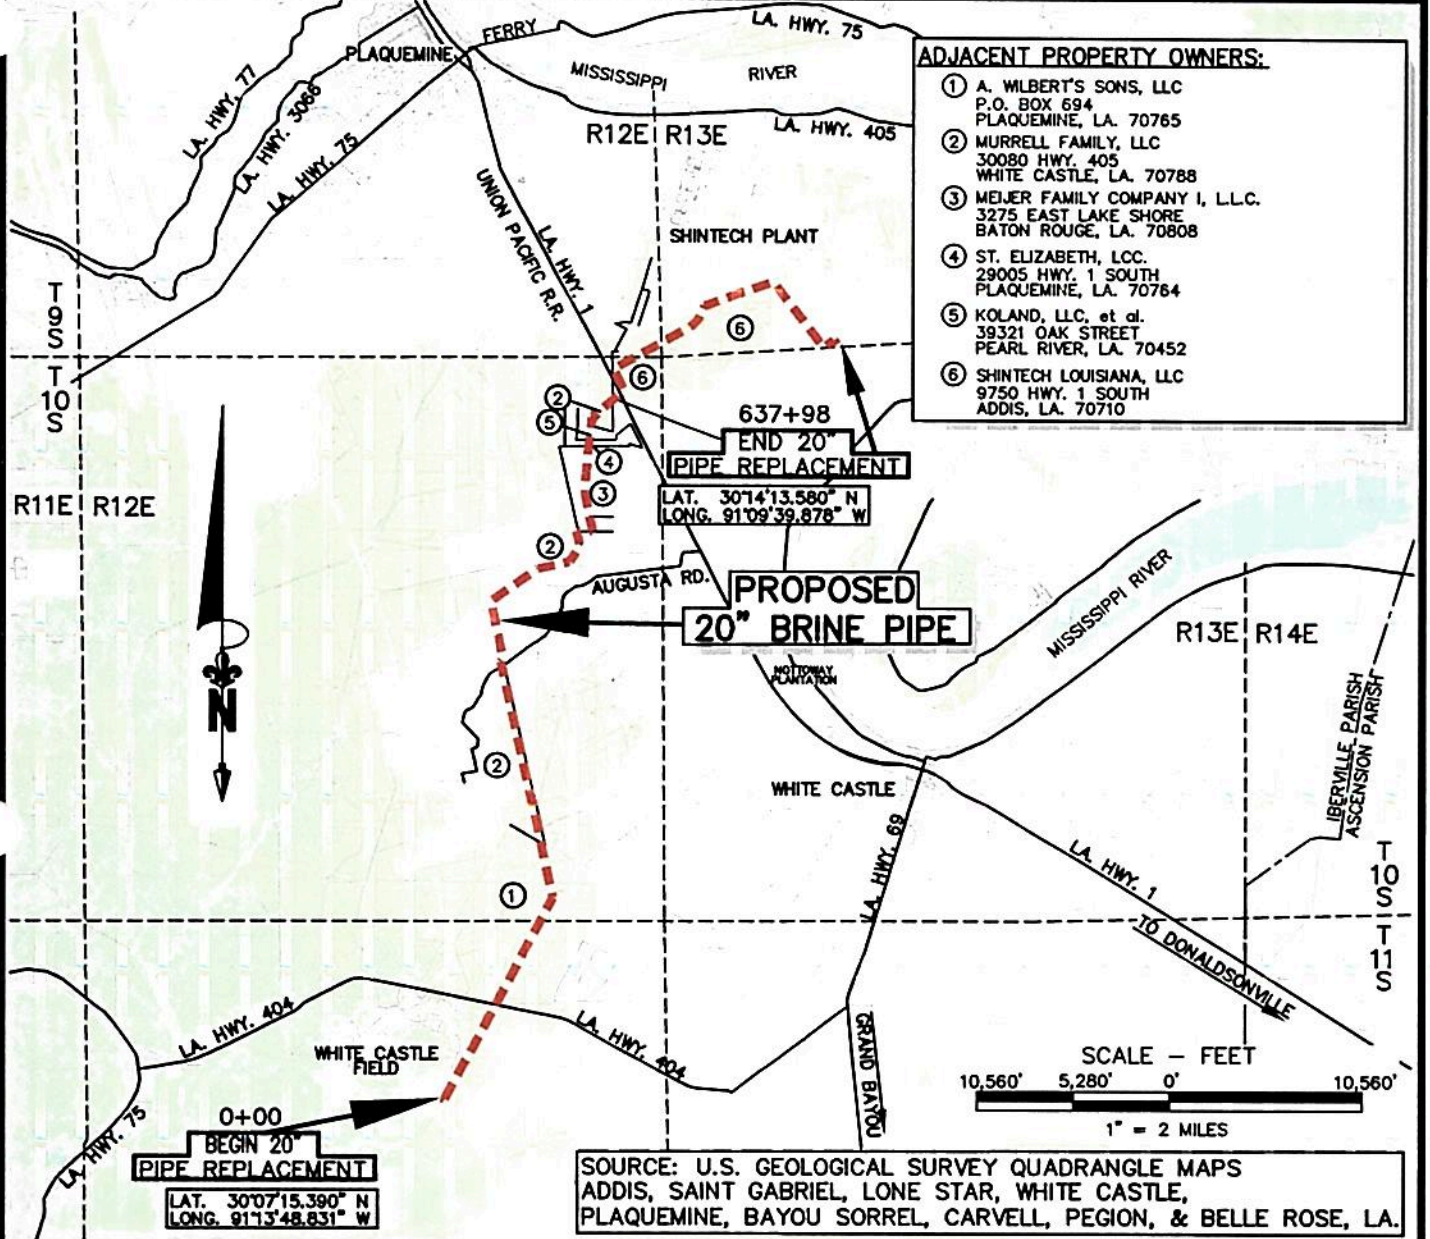 FERRY
LA. HWY. 75
PLAQUEMINE
MISSISSIPPI RIVER
LA. HWY. 77
LA. HWY. 3066
LA. HWY. 75
R12E R13E
LA. HWY. 405
ADJACENT PROPERTY OWNERS:
① A. WILBERT'S SONS, LLC
P.O. BOX 694
PLAQUEMINE, LA. 70765
② MURRELL FAMILY, LLC
30080 HWY. 405
WHITE CASTLE, LA. 70788
③ MEIJER FAMILY COMPANY I, L.L.C.
3275 EAST LAKE SHORE
BATON ROUGE, LA. 70808
④ ST. ELIZABETH, LCC.
29005 HWY. 1 SOUTH
PLAQUEMINE, LA. 70764
⑤ KOLAND, LLC, et al.
39321 OAK STREET
PEARL RIVER, LA. 70452
⑥ SHINTECH LOUISIANA, LLC
9750 HWY. 1 SOUTH
ADDIS, LA. 70710
UNION PACIFIC R.R.
LA. HWY. 1
SHINTECH PLANT
T9S
T10S
⑥
⑥
②
⑤
④
③
②
637+98
END 20"
PIPE REPLACEMENT
LAT. 30°14'13.580" N
LONG. 91°09'39.878" W
R11E R12E
AUGUSTA RD.
PROPOSED
20" BRINE PIPE
NOTTOWAY
PLANTATION
MISSISSIPPI RIVER
R13E R14E
IBERVILLE PARISH
ASCENSION PARISH
N
②
WHITE CASTLE
LA. HWY. 69
LA. HWY. 1
TO DONALDSONVILLE
T10S
T11S
①
LA. HWY. 404
WHITE CASTLE
FIELD
LA. HWY. 404
GRAND BAYOU
LA. HWY. 75
0+00
BEGIN 20"
PIPE REPLACEMENT
LAT. 30°07'15.390" N
LONG. 91°13'48.831" W
SCALE – FEET
10,560' 5,280' 0' 10,560'
1" = 2 MILES
SOURCE: U.S. GEOLOGICAL SURVEY QUADRANGLE MAPS
ADDIS, SAINT GABRIEL, LONE STAR, WHITE CASTLE,
PLAQUEMINE, BAYOU SORREL, CARVELL, PEGION, & BELLE ROSE, LA.